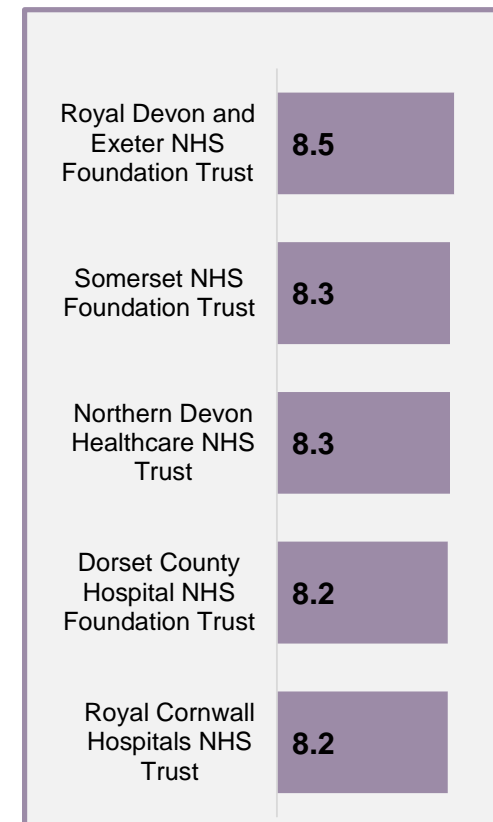 Royal Devon and
Exeter NHS
Foundation Trust
8.5
Somerset NHS
Foundation Trust
8.3
Northern Devon
Healthcare NHS
Trust
8.3
Dorset County
Hospital NHS
Foundation Trust
8.2
Royal Cornwall
Hospitals NHS
Trust
8.2